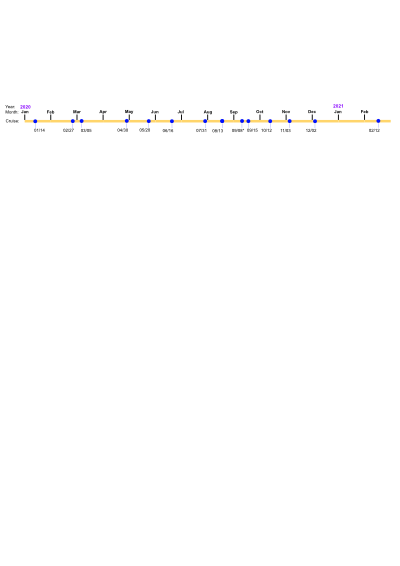 Year: 2020 2021
Month: Jan Feb Mar Apr May Jun Jul Aug Sep Oct Nov Dec Jan Feb
Cruise:
01/14 02/27 03/05 04/30 05/20 06/16 07/31 08/13 09/09* 09/15 10/12 11/03 12/02 02/12